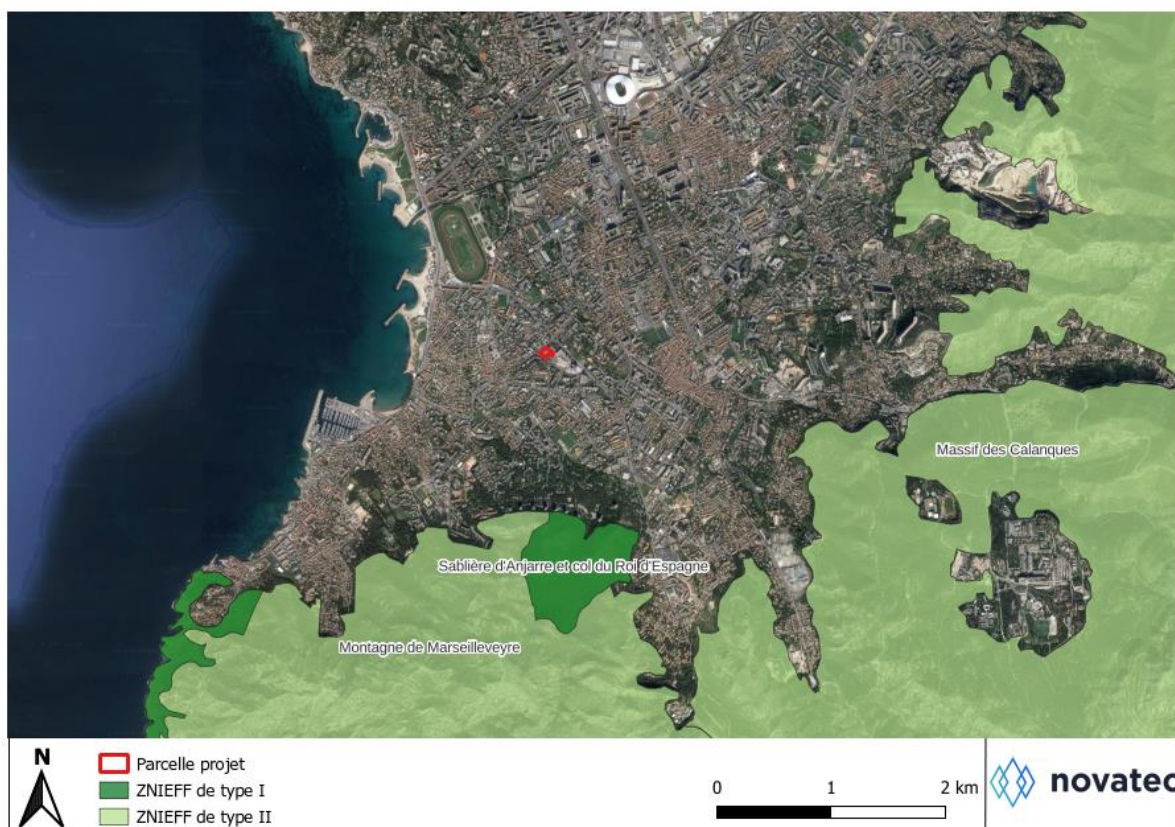 Massif des Calanques
Sablière d'Anjarre et col du Roi d'Espagne
Montagne de Marseilleveyre
N
Parcelle projet
ZNIEFF de type I
ZNIEFF de type II
0 1 2 km
novatec